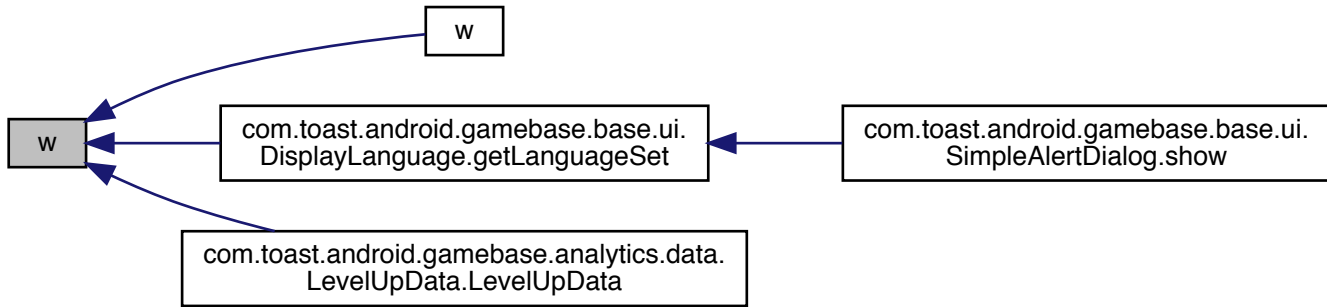 w
w
com.toast.android.gamebase.base.ui.
DisplayLanguage.getLanguageSet
com.toast.android.gamebase.base.ui.
SimpleAlertDialog.show
com.toast.android.gamebase.analytics.data.
LevelUpData.LevelUpData